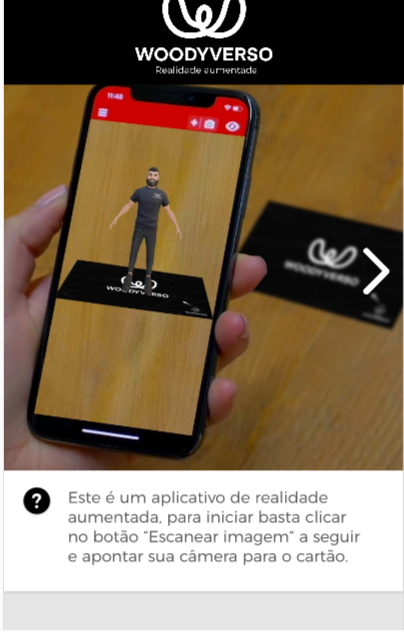 WOODYVERSO
Realidade aumentada
11:48
WOODYVERSO
WOODYVERSO
Este é um aplicativo de realidade
aumentada, para iniciar basta clicar
no botão “Escanear imagem” a seguir
e apontar sua câmera para o cartão.